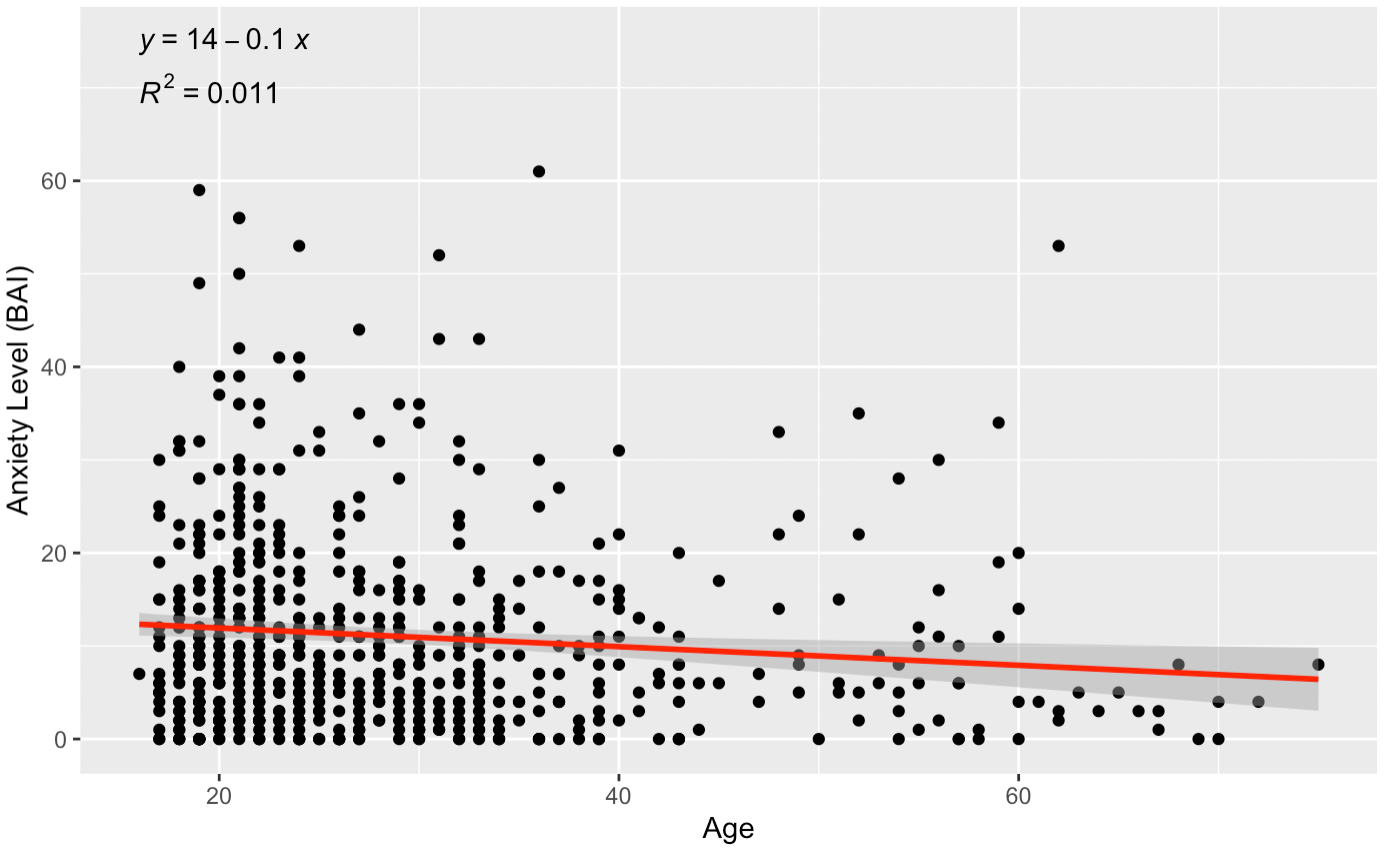 y = 14 – 0.1 x
R² = 0.011
Anxiety Level (BAI)
60
40
20
0
20 40 60
Age